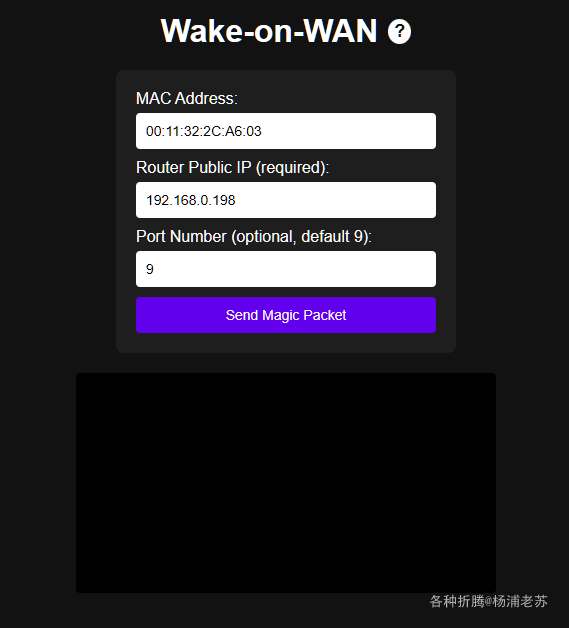 Wake-on-WAN ?
MAC Address:
00:11:32:2C:A6:03
Router Public IP (required):
192.168.0.198
Port Number (optional, default 9):
9
Send Magic Packet
各种折腾@杨浦老苏